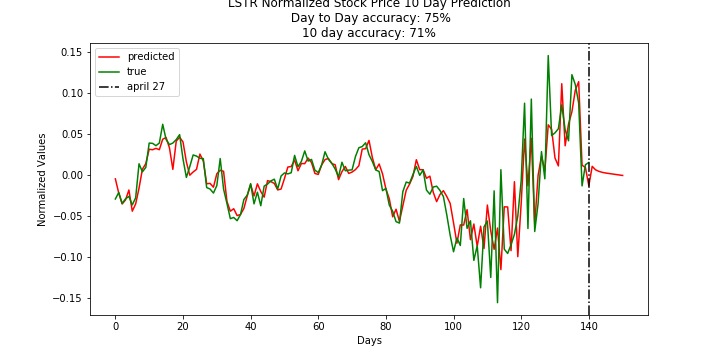 LSTR Normalized Stock Price 10 Day Prediction
Day to Day accuracy: 75%
10 day accuracy: 71%
predicted
true
april 27
Normalized Values
0.15
0.10
0.05
0.00
−0.05
−0.10
−0.15
0 20 40 60 80 100 120 140
Days